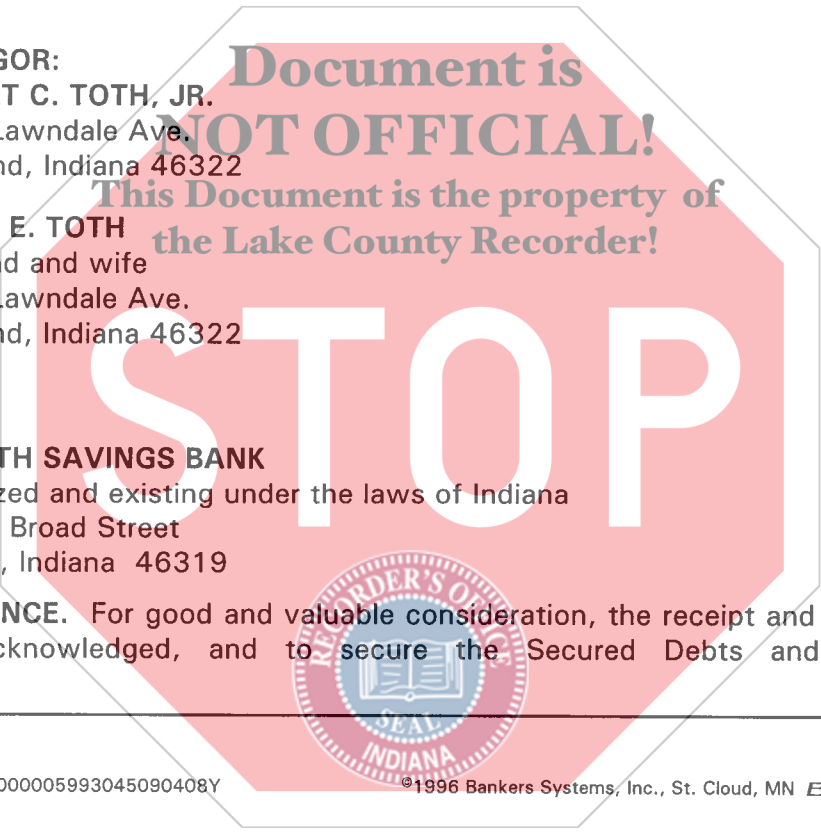 Document is
GOR:
T C. TOTH, JR.
Lawndale Ave.
NOT OFFICIAL!
nd, Indiana 46322
This Document is the property of
E. TOTH
the Lake County Recorder!
d and wife
Lawndale Ave.
nd, Indiana 46322
STOP
TH SAVINGS BANK
zed and existing under the laws of Indiana
Broad Street
, Indiana 46319
NCE. For good and valuable consideration, the receipt and
cknowledged, and to secure the Secured Debts and
RECORDER'S OFFICE
SEAL
INDIANA
0000005993045090408Y
©1996 Bankers Systems, Inc., St. Cloud, MN E